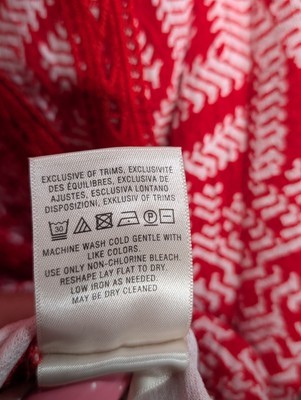 EXCLUSIVE OF TRIMS, EXCLUSIVITE
DES ÉQUILIBRES, EXCLUSIVA DE
AJUSTES, ESCLUSIVA LONTANO
DISPOSIZIONI, EXKLUSIV OF TRIMS
30
P
MACHINE WASH COLD GENTLE WITH
LIKE COLORS.
USE ONLY NON-CHLORINE BLEACH.
RESHAPE LAY FLAT TO DRY.
LOW IRON AS NEEDED.
MAY BE DRY CLEANED